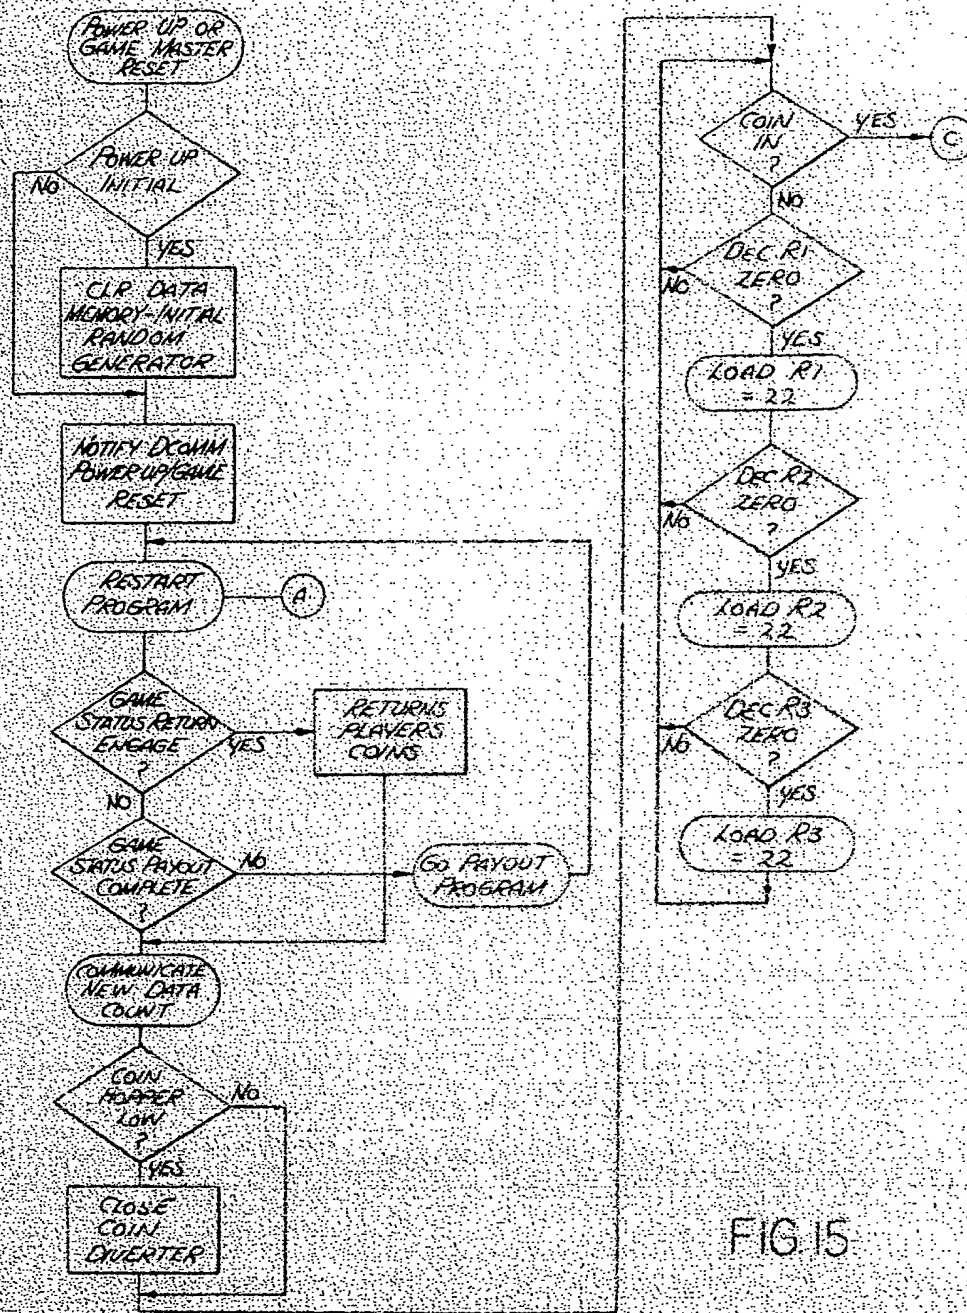 POWER UP OR
GAME MASTER
RESET
POWER UP
INITIAL
NO
YES
CLR DATA
MEMORY-INITIAL
RANDOM
GENERATOR
NOTIFY DCOMM
POWER UP/GAME
RESET
RESTART
PROGRAM
A
GAME
STATUS RETURN
ENGAGE
?
YES
RETURNS
PLAYERS
COINS
NO
GAME
STATUS PAYOUT
COMPLETE
?
NO
GO PAYOUT
PROGRAM
COMMUNICATE
NEW DATA
COUNT
COIN
HOPPER
LOW
?
NO
YES
CLOSE
COIN
DIVERTER
COIN
IN
?
YES
C
NO
DEC R1
ZERO
?
NO
YES
LOAD R1
= 22
DEC R2
ZERO
?
NO
YES
LOAD R2
= 22
DEC R3
ZERO
?
NO
YES
LOAD R3
= 22
FIG. 15